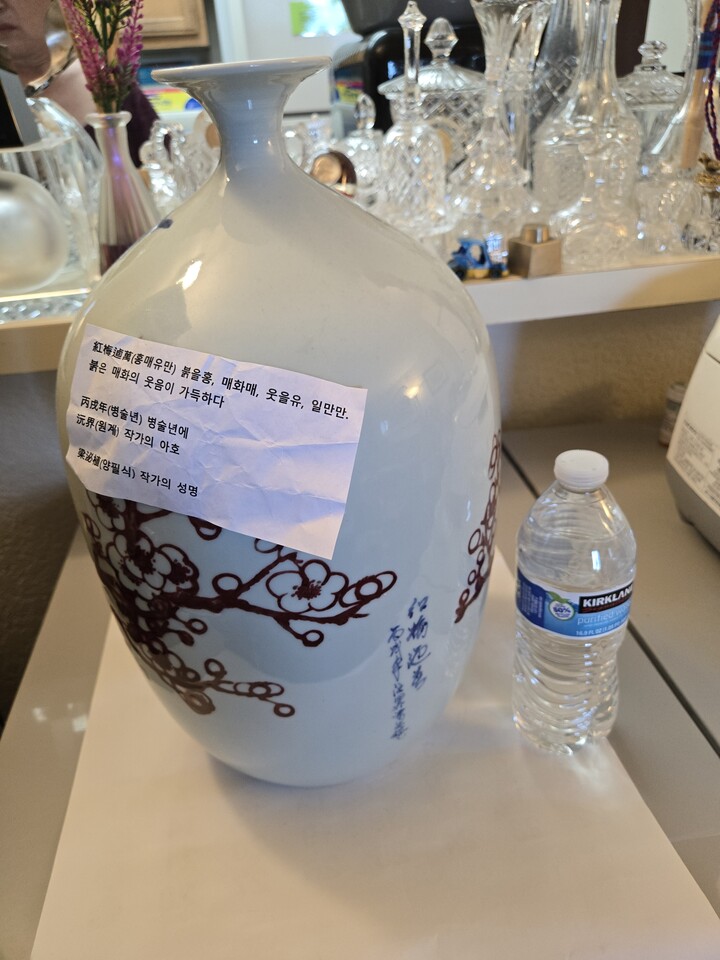 紅梅逌萬(홍매유만) 붉을홍, 매화매, 웃을유, 일만만.
붉은 매화의 웃음이 가득하다
丙戌年(병술년) 병술년에
沅界(원계) 작가의 아호
梁泌植(양필식) 작가의 성명
KIRKLAND
purified